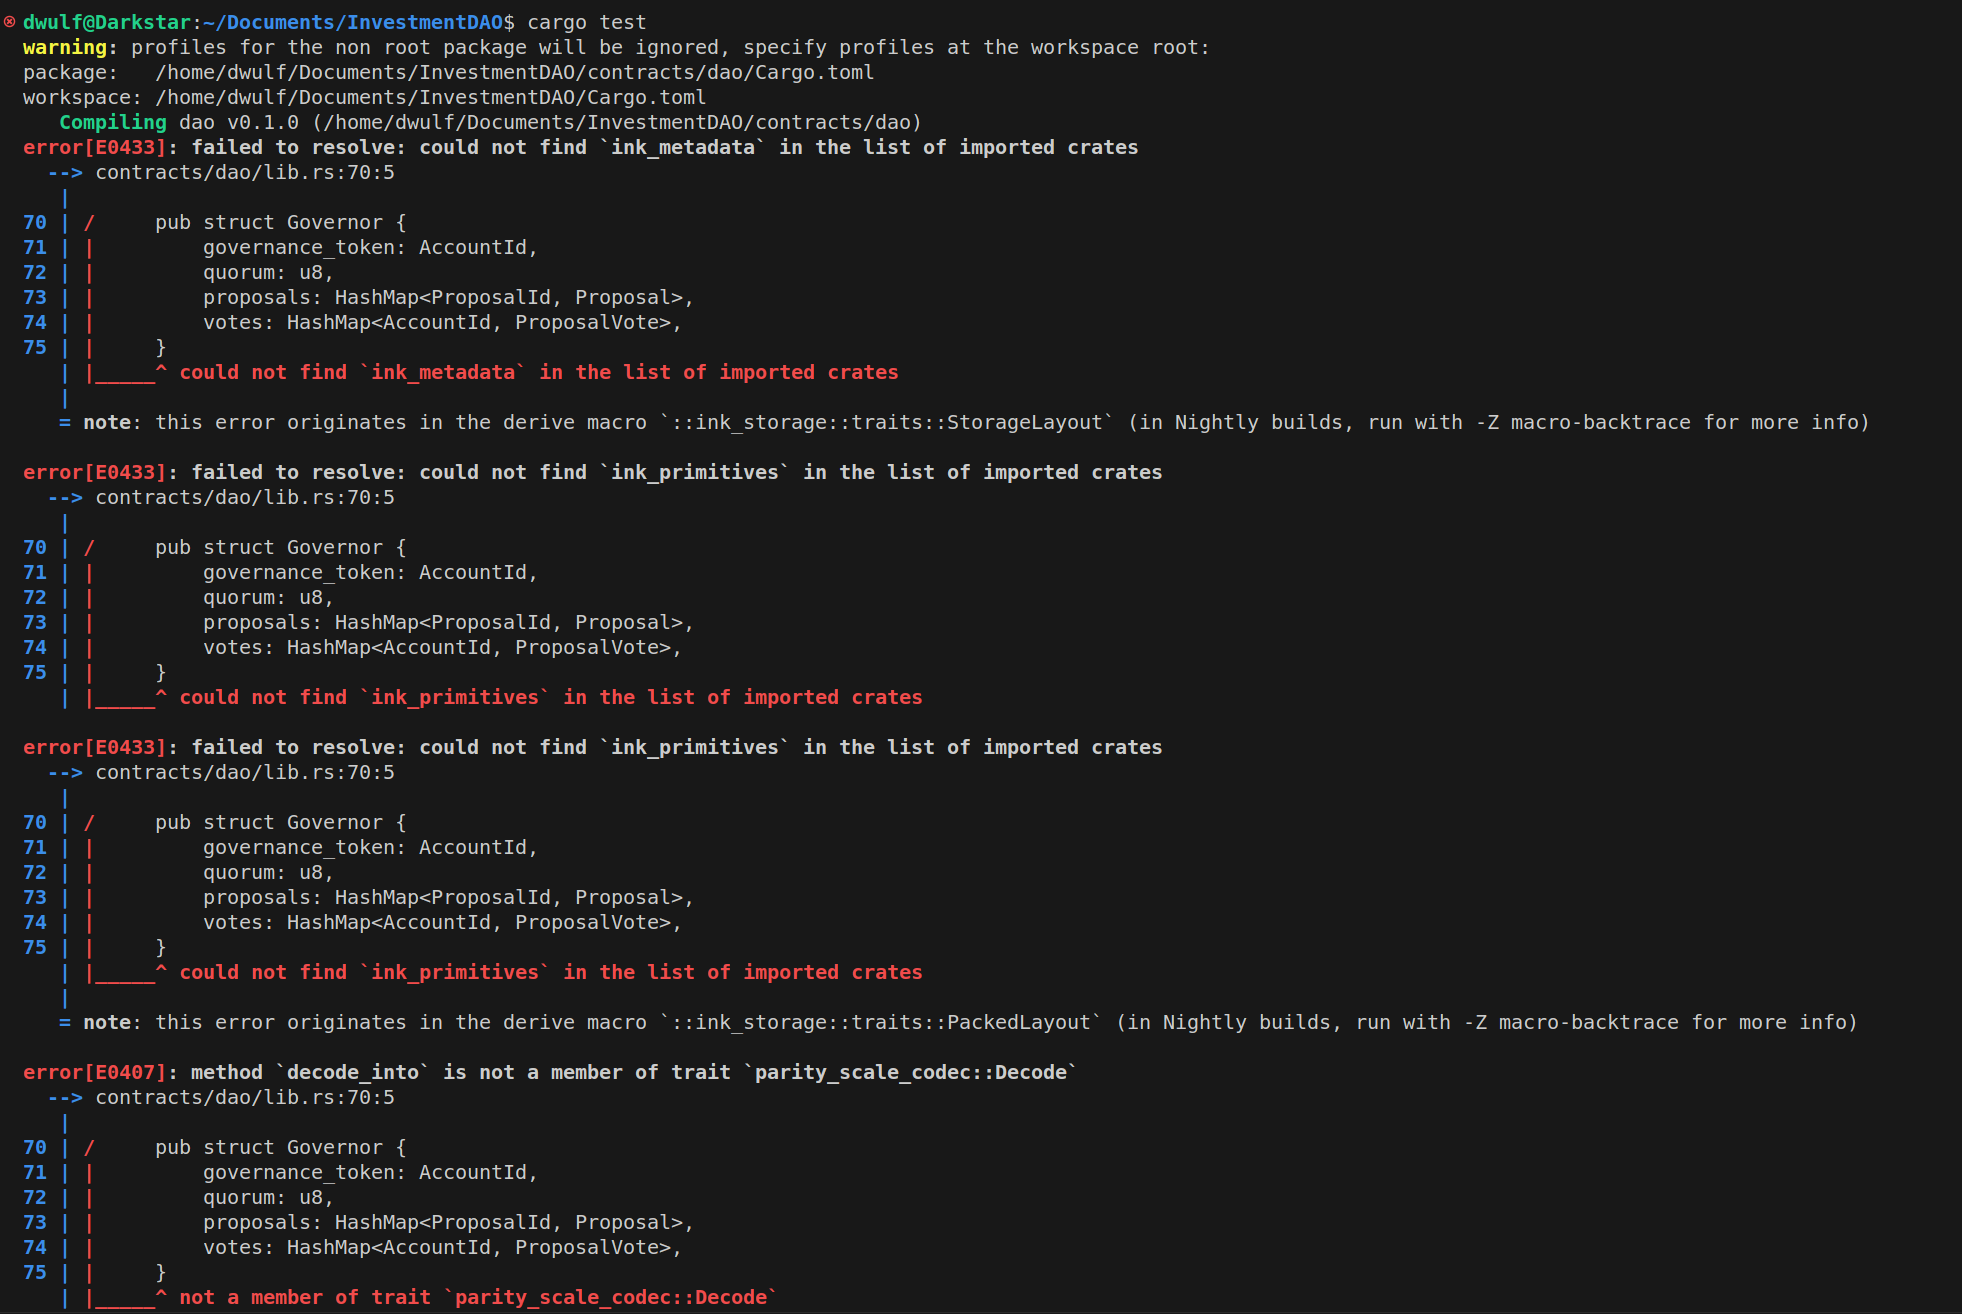 dwulf@Darkstar:~/Documents/InvestmentDAO$ cargo test
warning: profiles for the non root package will be ignored, specify profiles at the workspace root:
package:   /home/dwulf/Documents/InvestmentDAO/contracts/dao/Cargo.toml
workspace: /home/dwulf/Documents/InvestmentDAO/Cargo.toml
   Compiling dao v0.1.0 (/home/dwulf/Documents/InvestmentDAO/contracts/dao)
error[E0433]: failed to resolve: could not find `ink_metadata` in the list of imported crates
  --> contracts/dao/lib.rs:70:5
   |
70 | /     pub struct Governor {
71 | |         governance_token: AccountId,
72 | |         quorum: u8,
73 | |         proposals: HashMap<ProposalId, Proposal>,
74 | |         votes: HashMap<AccountId, ProposalVote>,
75 | |     }
   | |_____^ could not find `ink_metadata` in the list of imported crates
   |
   = note: this error originates in the derive macro `::ink_storage::traits::StorageLayout` (in Nightly builds, run with -Z macro-backtrace for more info)

error[E0433]: failed to resolve: could not find `ink_primitives` in the list of imported crates
  --> contracts/dao/lib.rs:70:5
   |
70 | /     pub struct Governor {
71 | |         governance_token: AccountId,
72 | |         quorum: u8,
73 | |         proposals: HashMap<ProposalId, Proposal>,
74 | |         votes: HashMap<AccountId, ProposalVote>,
75 | |     }
   | |_____^ could not find `ink_primitives` in the list of imported crates

error[E0433]: failed to resolve: could not find `ink_primitives` in the list of imported crates
  --> contracts/dao/lib.rs:70:5
   |
70 | /     pub struct Governor {
71 | |         governance_token: AccountId,
72 | |         quorum: u8,
73 | |         proposals: HashMap<ProposalId, Proposal>,
74 | |         votes: HashMap<AccountId, ProposalVote>,
75 | |     }
   | |_____^ could not find `ink_primitives` in the list of imported crates
   |
   = note: this error originates in the derive macro `::ink_storage::traits::PackedLayout` (in Nightly builds, run with -Z macro-backtrace for more info)

error[E0407]: method `decode_into` is not a member of trait `parity_scale_codec::Decode`
  --> contracts/dao/lib.rs:70:5
   |
70 | /     pub struct Governor {
71 | |         governance_token: AccountId,
72 | |         quorum: u8,
73 | |         proposals: HashMap<ProposalId, Proposal>,
74 | |         votes: HashMap<AccountId, ProposalVote>,
75 | |     }
   | |_____^ not a member of trait `parity_scale_codec::Decode`